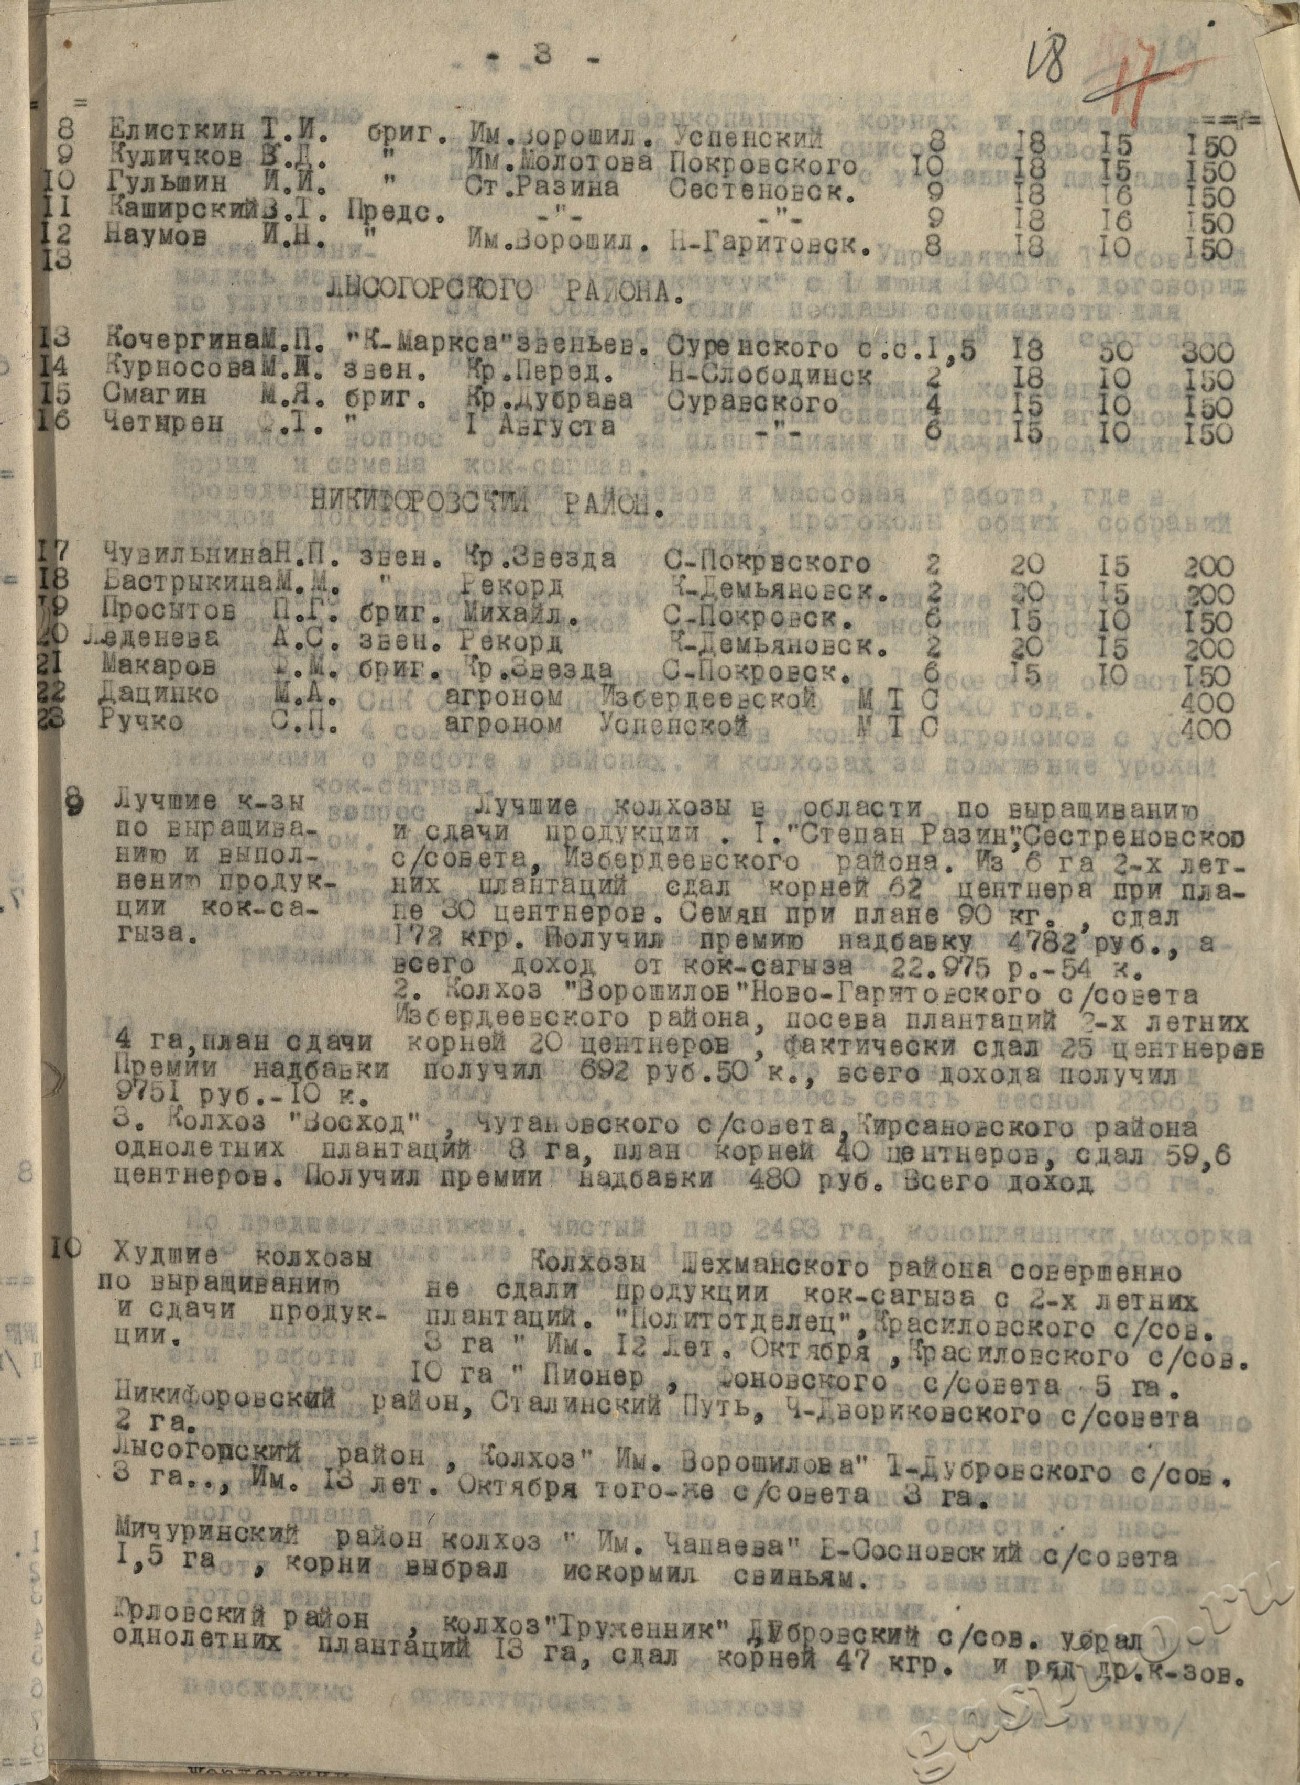 - 3 -
18 17
8 Елисткин Т.И. бриг. Им.Ворошил. Успенский 8 18 15 150
9 Куличков В.Д. " Им.Молотова Покровского 10 18 15 150
10 Гульшин И.И. " Ст.Разина Сестеновск. 9 18 16 150
11 Каширский В.Т. Предс. -"- -"- 9 18 16 150
12 Наумов И.Н. " Им.Ворошил. Н-Гаритовск. 8 18 10 150
13
ЛЫСОГОРСКОГО РАЙОНА.
13 Кочергина М.П. "К-Маркса" звеньев. Суренского с.с. 1,5 18 50 300
14 Курносова М.И. звен. Кр.Перед. Н-Слободинск 2 18 10 150
15 Смагин М.Я. бриг. Кр.Дубрава Суравского 4 15 10 150
16 Четырен Ф.Т. " 1 Августа -"- 6 15 10 150
НИКИФОРОВСКИЙ РАЙОН.
17 Чувильнина Н.П. звен. Кр.Звезда С-Покрвского 2 20 15 200
18 Бастрыкина М.М. " Рекорд К-Демьяновск. 2 20 15 200
19 Просытов П.Г. бриг. Михайл. С-Покровск. 6 15 10 150
20 Леденева А.С. звен. Рекорд К-Демьяновск. 2 20 15 200
21 Макаров Ф.М. бриг. Кр.Звезда С-Покровск. 6 15 10 150
22 Дацинко М.А. агроном Избердеевской М Т С 400
23 Ручко С.П. агроном Успенской М Т С 400
9 Лучшие к-зы Лучшие колхозы в области по выращиванию
по выращива- и сдачи продукции . 1."Степан Разин", Сестреновского
нию и выпол- с/совета, Избердеевского района. Из 6 га 2-х лет-
нению продук- них плантаций сдал корней 62 центнера при пла-
ции кок-са- не 30 центнеров. Семян при плане 90 кг. , сдал
гыза. 172 кгр. Получил премию надбавку 4782 руб., а
всего доход от кок-сагыза 22.975 р.-54 к.
2. Колхоз "Ворошилов" Ново-Гаритовского с/совета
Избердеевского района, посева плантаций 2-х летних
4 га, план сдачи корней 20 центнеров , фактически сдал 25 центнеров
Премии надбавки получил 692 руб.50 к., всего дохода получил
9751 руб.-10 к.
3. Колхоз "Восход" , Чутановского с/совета, Кирсановского района
однолетних плантаций 8 га, план корней 40 центнеров, сдал 59,6
центнеров. Получил премии надбавки 480 руб. Всего доход
10 Худшие колхозы Колхозы Шехманского района совершенно
по выращиванию не сдали продукции кок-сагыза с 2-х летних
и сдачи продук- плантаций. "Политотделец", Красиловского с/сов.
ции. 8 га " Им. 12 Лет. Октября , Красиловского с/сов.
10 га " Пионер , Фоновского с/совета 5 га.
Никифоровский район, Сталинский Путь, Ч-Двориковского с/совета
2 га.
Лысогорский район , Колхоз" Им. Ворошилова" Т-Дубровского с/сов.
3 га.., Им. 13 лет. Октября того-же с/совета 3 га.
Мичуринский район колхоз " Им. Чапаева" Б-Сосновский с/совета
1,5 га , корни выбрал искормил свиньям.
Юрловский район , колхоз"Труженник" Дубровский с/сов. убрал
однолетних плантаций 13 га, сдал корней 47 кгр. и ряд др.к-зов.